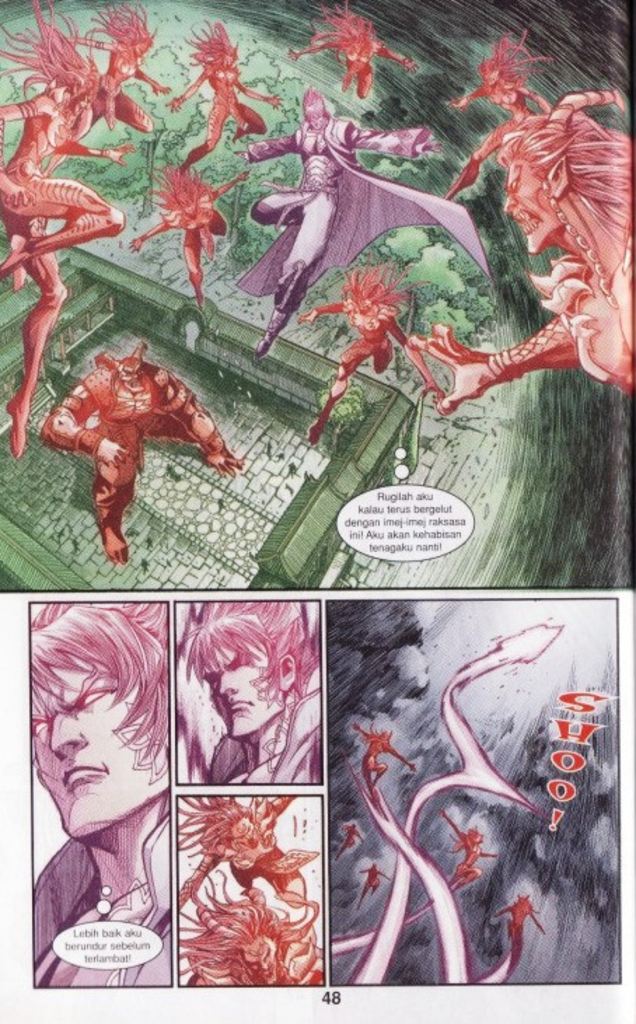 Rugilah aku
kalau terus bergelut
dengan imej-imej raksasa
ini! Aku akan kehabisan
tenagaku nanti!
SHOO!
Lebih baik aku
berundur sebelum
terlambat!
48